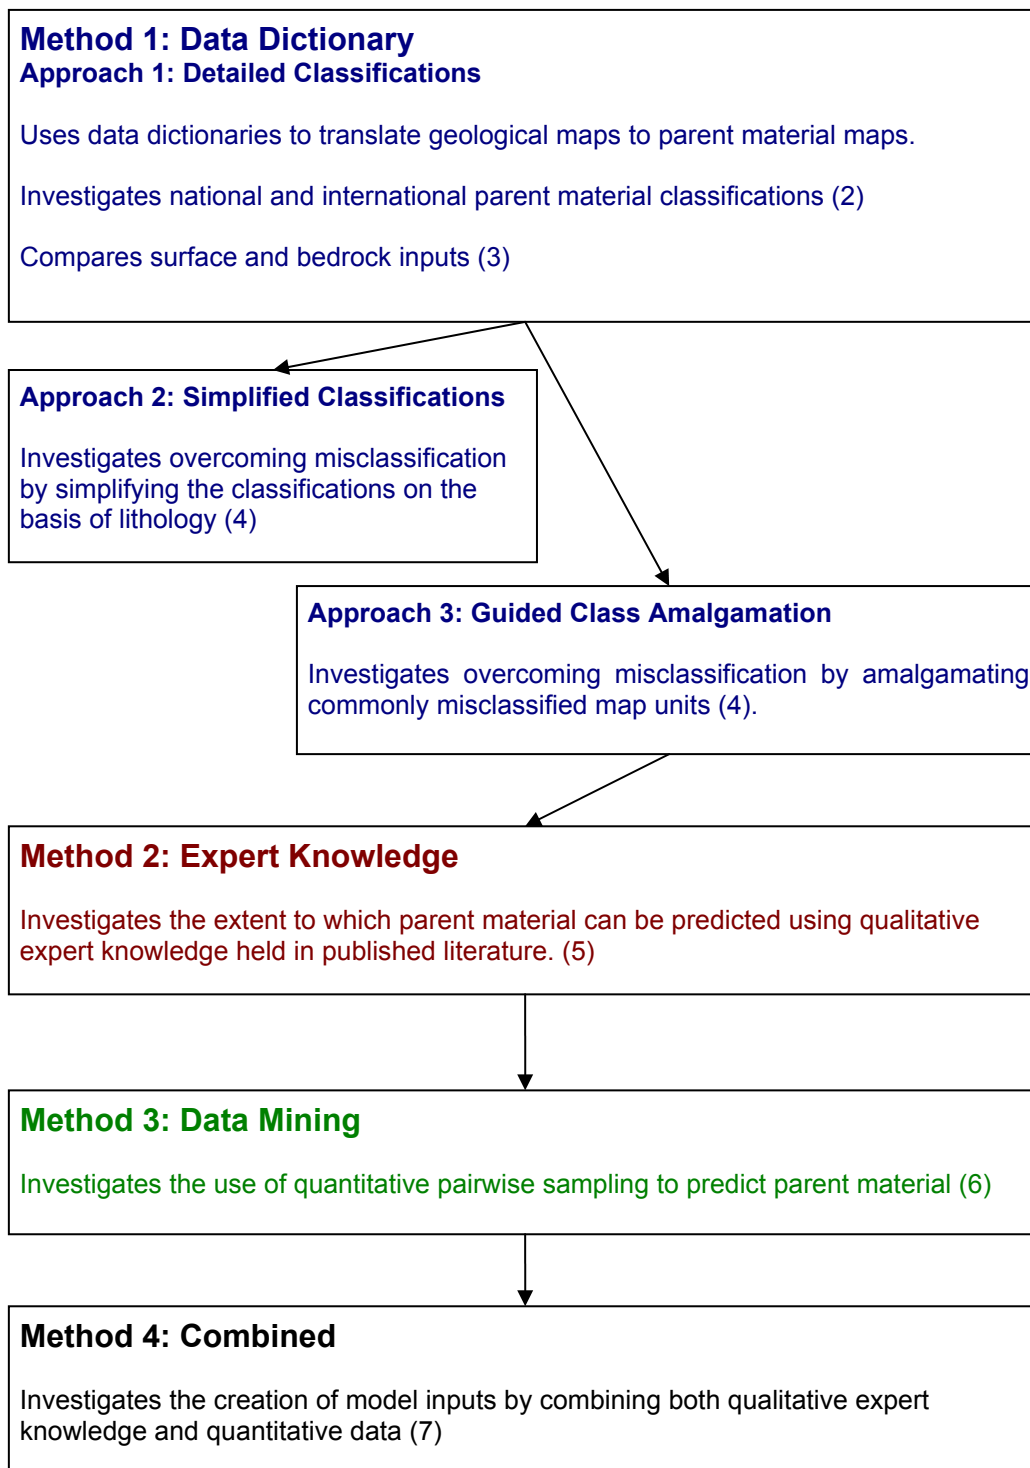 Method 1: Data Dictionary
Approach 1: Detailed Classifications
Uses data dictionaries to translate geological maps to parent material maps.
Investigates national and international parent material classifications (2)
Compares surface and bedrock inputs (3)
Approach 2: Simplified Classifications
Investigates overcoming misclassification
by simplifying the classifications on the
basis of lithology (4)
Approach 3: Guided Class Amalgamation
Investigates overcoming misclassification by amalgamating
commonly misclassified map units (4).
Method 2: Expert Knowledge
Investigates the extent to which parent material can be predicted using qualitative
expert knowledge held in published literature. (5)
Method 3: Data Mining
Investigates the use of quantitative pairwise sampling to predict parent material (6)
Method 4: Combined
Investigates the creation of model inputs by combining both qualitative expert
knowledge and quantitative data (7)